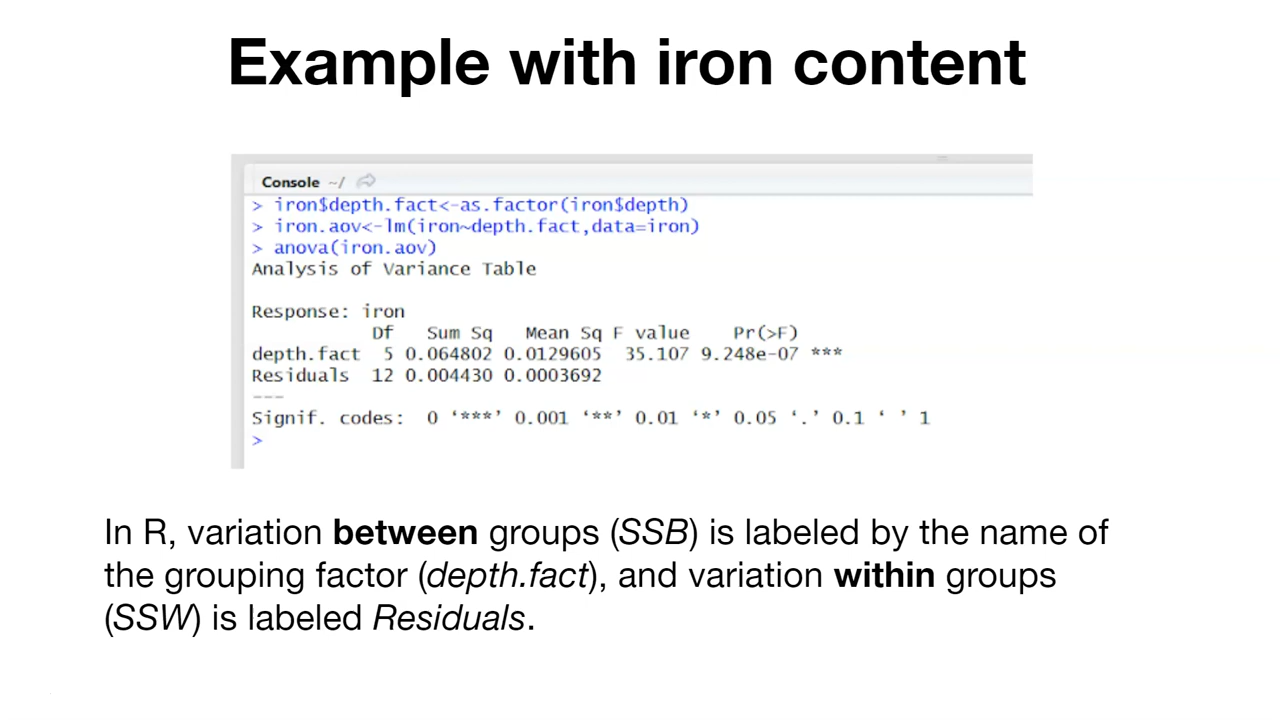 Example with iron content
Console ~/
> iron$depth.fact<-as.factor(iron$depth)
> iron.aov<-lm(iron~depth.fact,data=iron)
> anova(iron.aov)
Analysis of Variance Table
Response: iron
Df Sum Sq Mean Sq F value Pr(>F)
depth.fact 5 0.064802 0.0129605 35.107 9.248e-07 ***
Residuals 12 0.004430 0.0003692
---
Signif. codes: 0 ‘***’ 0.001 ‘**’ 0.01 ‘*’ 0.05 ‘.’ 0.1 ‘ ’ 1
>
In R, variation between groups (SSB) is labeled by the name of
the grouping factor (depth.fact), and variation within groups
(SSW) is labeled Residuals.